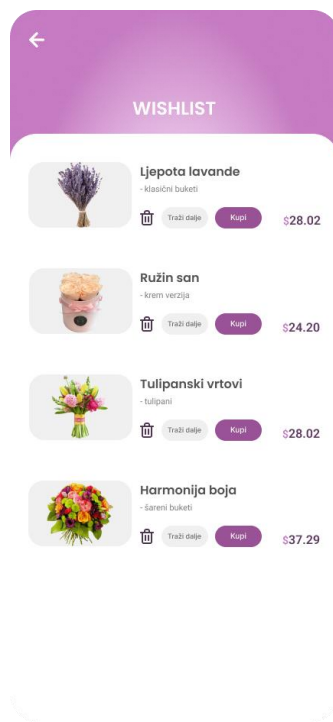 WISHLIST
Ljepota lavande
- klasični buketi
Traži dalje Kupi $28.02
Ružin san
- krem verzija
Traži dalje Kupi $24.20
Tulipanski vrtovi
- tulipani
Traži dalje Kupi $28.02
Harmonija boja
- šareni buketi
Traži dalje Kupi $37.29